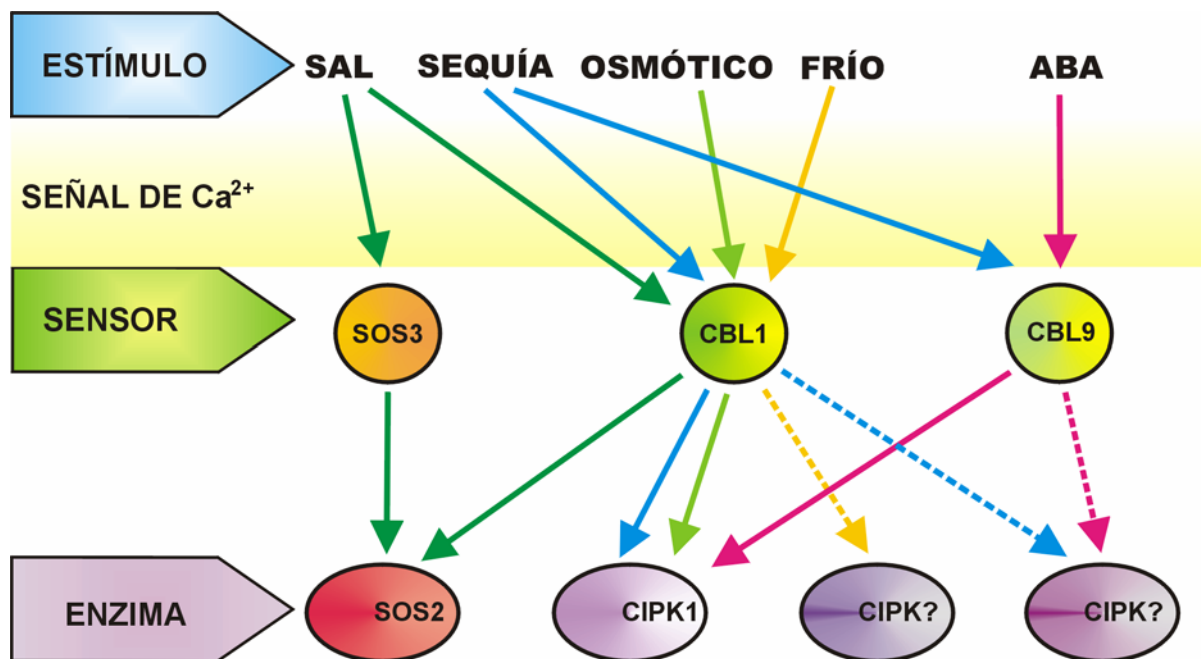 ESTÍMULO
SAL SEQUÍA OSMÓTICO FRÍO ABA
SEÑAL DE Ca²⁺
SENSOR
SOS3 CBL1 CBL9
ENZIMA
SOS2 CIPK1 CIPK? CIPK?